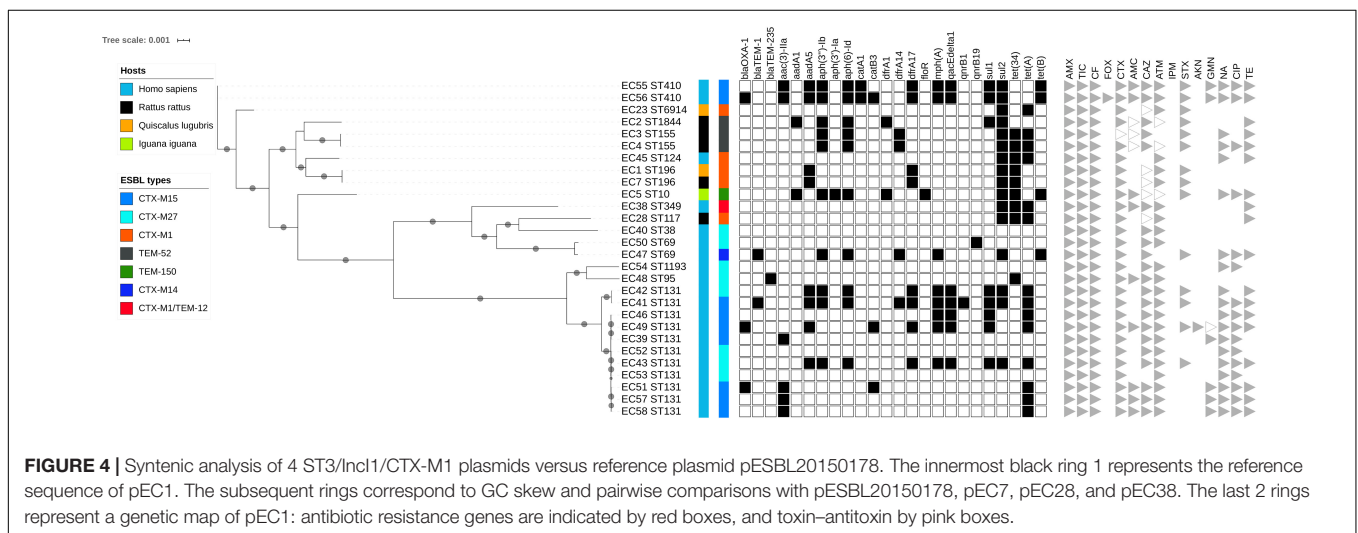 Tree scale: 0.001
Hosts
Homo sapiens
Rattus rattus
Quiscalus lugubris
Iguana iguana
ESBL types
CTX-M15
CTX-M27
CTX-M1
TEM-52
TEM-150
CTX-M14
CTX-M1/TEM-12
blaOXA-1
blaTEM-1
blaTEM-235
aac(3)-IIa
aadA1
aadA5
aph(3'')-Ib
aph(3')-Ia
aph(6)-Id
catA1
catB3
dfrA1
dfrA14
dfrA17
floR
mph(A)
qacEdelta1
qnrB1
qnrB19
sul1
sul2
tet(34)
tet(A)
tet(B)
AMX
TIC
CF
FOX
CTX
AMC
CAZ
ATM
IPM
STX
AKN
GMN
NA
CIP
TE
EC55 ST410
EC56 ST410
EC23 ST6914
EC2 ST1844
EC3 ST155
EC4 ST155
EC45 ST124
EC1 ST196
EC7 ST196
EC5 ST10
EC38 ST349
EC28 ST117
EC40 ST38
EC50 ST69
EC47 ST69
EC54 ST1193
EC48 ST95
EC42 ST131
EC41 ST131
EC46 ST131
EC49 ST131
EC39 ST131
EC52 ST131
EC43 ST131
EC53 ST131
EC51 ST131
EC57 ST131
EC58 ST131
FIGURE 4 | Syntenic analysis of 4 ST3/IncI1/CTX-M1 plasmids versus reference plasmid pESBL20150178. The innermost black ring 1 represents the reference
sequence of pEC1. The subsequent rings correspond to GC skew and pairwise comparisons with pESBL20150178, pEC7, pEC28, and pEC38. The last 2 rings
represent a genetic map of pEC1: antibiotic resistance genes are indicated by red boxes, and toxin–antitoxin by pink boxes.